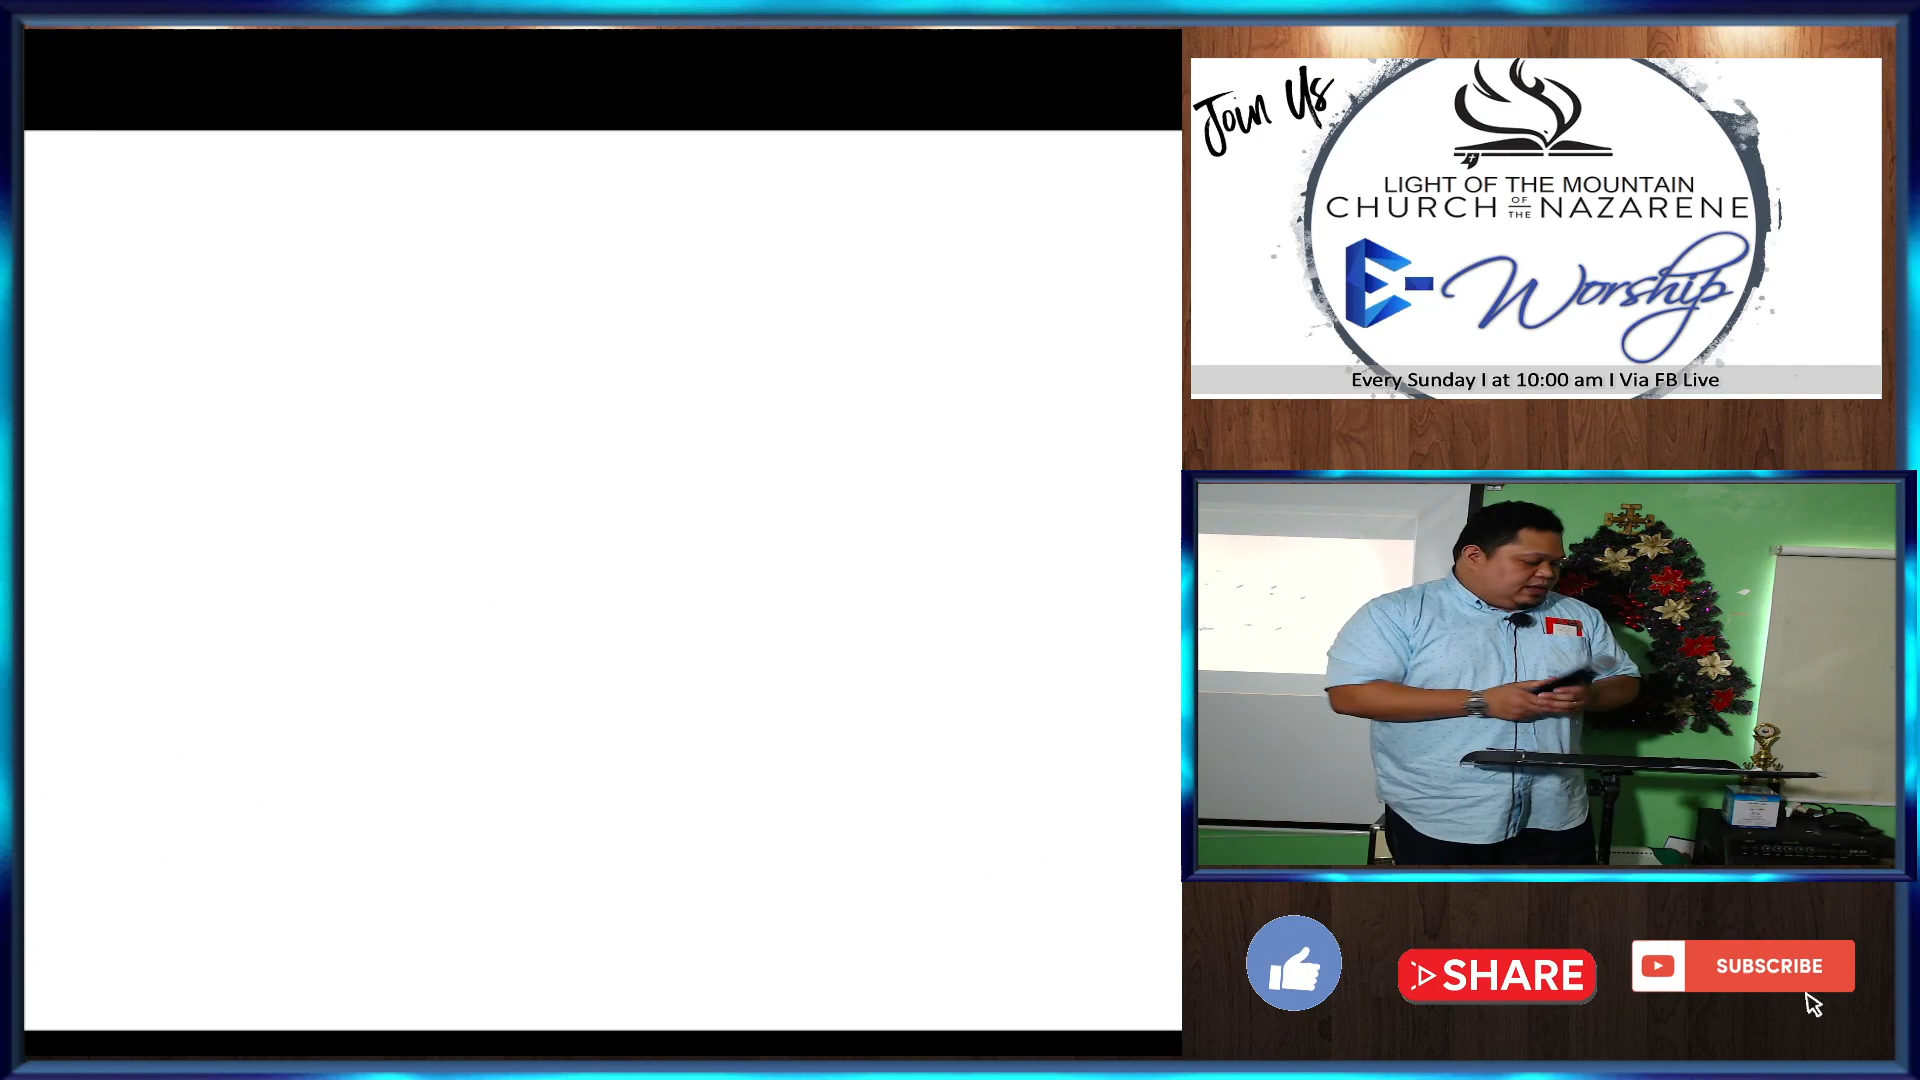 Join Us
LIGHT OF THE MOUNTAIN
CHURCH OF THE NAZARENE
E-Worship
Every Sunday I at 10:00 am I Via FB Live
SHARE
SUBSCRIBE